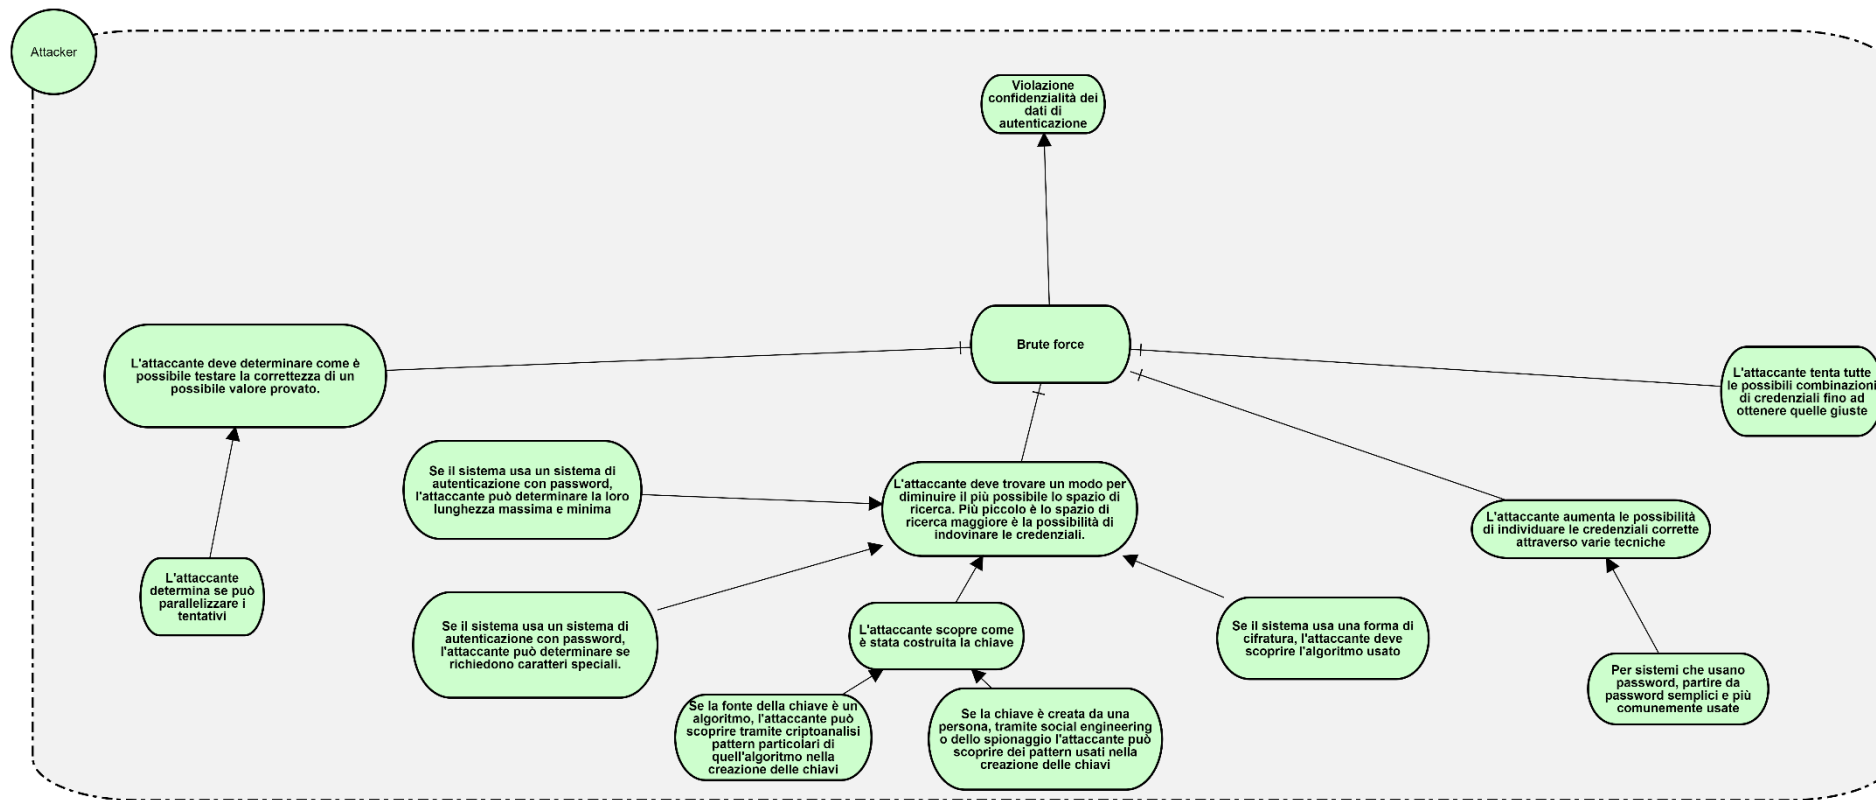 Attacker
Violazione
confidenzialità dei
dati di
autenticazione
Brute force
L'attaccante deve determinare come è
possibile testare la correttezza di un
possibile valore provato.
L'attaccante tenta tutte
le possibili combinazioni
di credenziali fino ad
ottenere quelle giuste
Se il sistema usa un sistema di
autenticazione con password,
l'attaccante può determinare la loro
lunghezza massima e minima
L'attaccante deve trovare un modo per
diminuire il più possibile lo spazio di
ricerca. Più piccolo è lo spazio di
ricerca maggiore è la possibilità di
indovinare le credenziali.
L'attaccante aumenta le possibilità
di individuare le credenziali corrette
attraverso varie tecniche
L'attaccante
determina se può
parallelizzare i
tentativi
Se il sistema usa un sistema di
autenticazione con password,
l'attaccante può determinare se
richiedono caratteri speciali.
L'attaccante scopre come
è stata costruita la chiave
Se il sistema usa una forma di
cifratura, l'attaccante deve
scoprire l'algoritmo usato
Per sistemi che usano
password, partire da
password semplici e più
comunemente usate
Se la fonte della chiave è un
algoritmo, l'attaccante può
scoprire tramite criptoanalisi
pattern particolari di
quell'algoritmo nella
creazione delle chiavi
Se la chiave è creata da una
persona, tramite social engineering
o dello spionaggio l'attaccante può
scoprire dei pattern usati nella
creazione delle chiavi